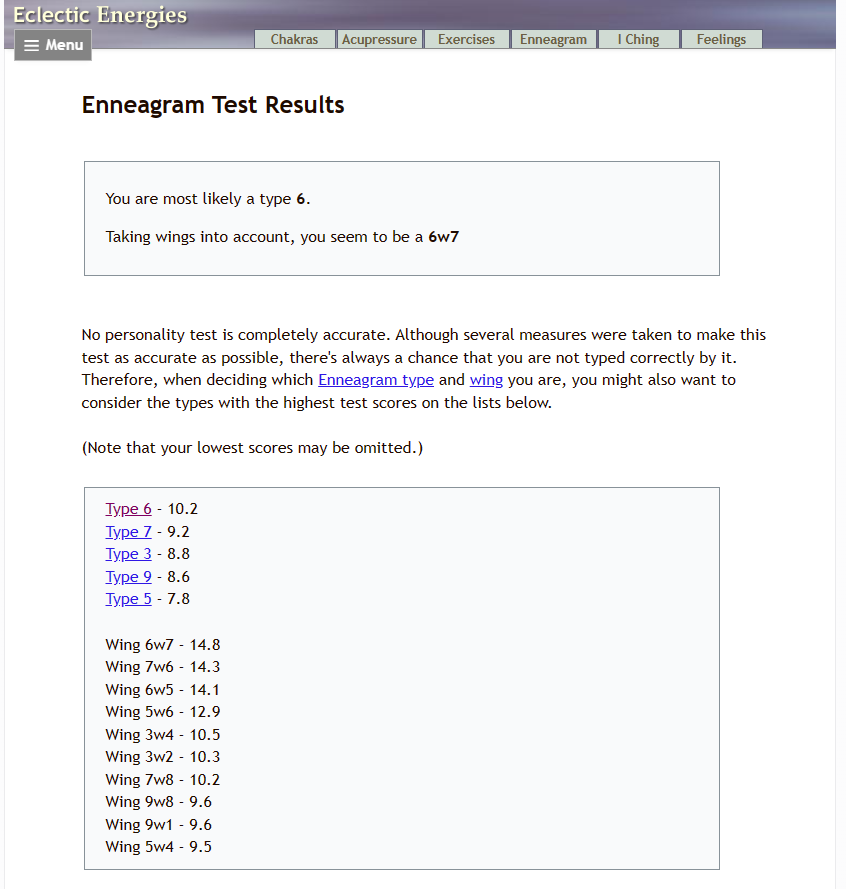 Eclectic Energies
☰ Menu
Chakras Acupressure Exercises Enneagram I Ching Feelings
Enneagram Test Results
You are most likely a type 6.
Taking wings into account, you seem to be a 6w7
No personality test is completely accurate. Although several measures were taken to make this
test as accurate as possible, there's always a chance that you are not typed correctly by it.
Therefore, when deciding which Enneagram type and wing you are, you might also want to
consider the types with the highest test scores on the lists below.
(Note that your lowest scores may be omitted.)
Type 6 - 10.2
Type 7 - 9.2
Type 3 - 8.8
Type 9 - 8.6
Type 5 - 7.8
Wing 6w7 - 14.8
Wing 7w6 - 14.3
Wing 6w5 - 14.1
Wing 5w6 - 12.9
Wing 3w4 - 10.5
Wing 3w2 - 10.3
Wing 7w8 - 10.2
Wing 9w8 - 9.6
Wing 9w1 - 9.6
Wing 5w4 - 9.5